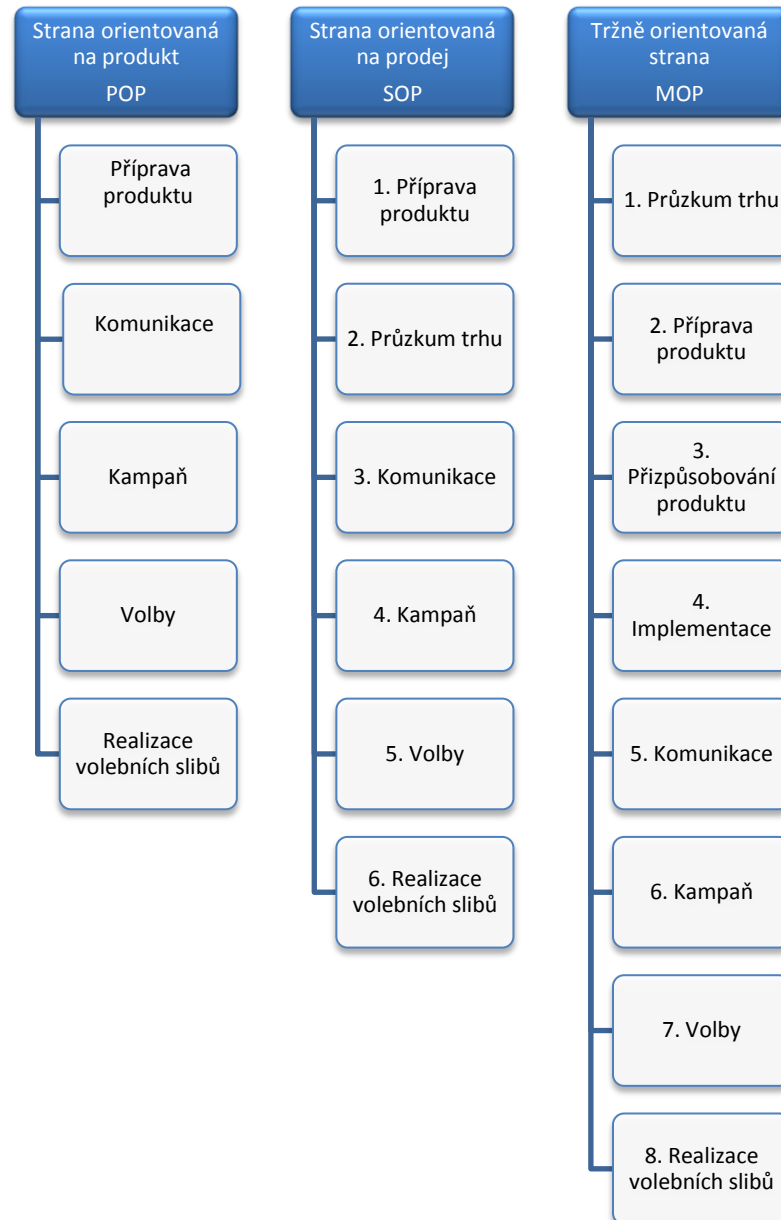 Strana orientovaná
na produkt
POP
Příprava
produktu
Komunikace
Kampaň
Volby
Realizace
volebních slibů
Strana orientovaná
na prodej
SOP
1. Příprava
produktu
2. Průzkum trhu
3. Komunikace
4. Kampaň
5. Volby
6. Realizace
volebních slibů
Tržně orientovaná
strana
MOP
1. Průzkum trhu
2. Příprava
produktu
3.
Přizpůsobování
produktu
4.
Implementace
5. Komunikace
6. Kampaň
7. Volby
8. Realizace
volebních slibů